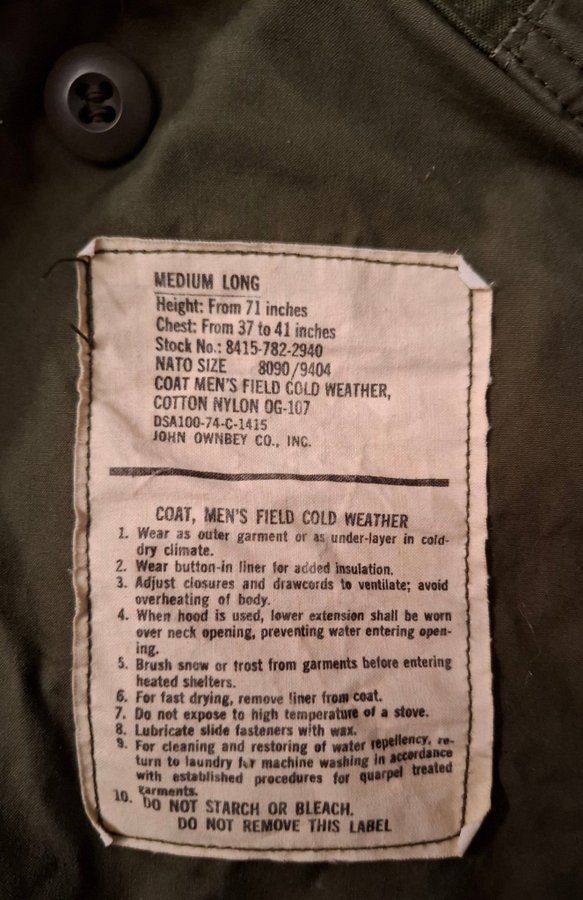 MEDIUM LONG
Height: From 71 inches
Chest: From 37 to 41 inches
Stock No.: 8415-782-2940
NATO SIZE 8090/9404
COAT MEN'S FIELD COLD WEATHER,
COTTON NYLON OG-107
DSA100-74-C-1415
JOHN OWNBEY CO., INC.
COAT, MEN'S FIELD COLD WEATHER
1. Wear as outer garment or as under-layer in cold-
dry climate.
2. Wear button-in liner for added insulation.
3. Adjust closures and drawcords to ventilate; avoid
overheating of body.
4. When hood is used, lower extension shall be worn
over neck opening, preventing water entering open-
ing.
5. Brush snow or frost from garments before entering
heated shelters.
6. For fast drying, remove liner from coat.
7. Do not expose to high temperature of a stove.
8. Lubricate slide fasteners with wax.
9. For cleaning and restoring of water repellency, re-
turn to laundry for machine washing in accordance
with established procedures for quarpel treated
garments.
10. DO NOT STARCH OR BLEACH.
DO NOT REMOVE THIS LABEL